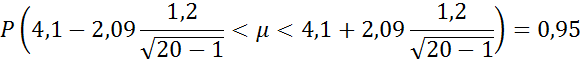 P(4,1 − 2,09 1,2/√(20 − 1) < μ < 4,1 + 2,09 1,2/√(20 − 1)) = 0,95